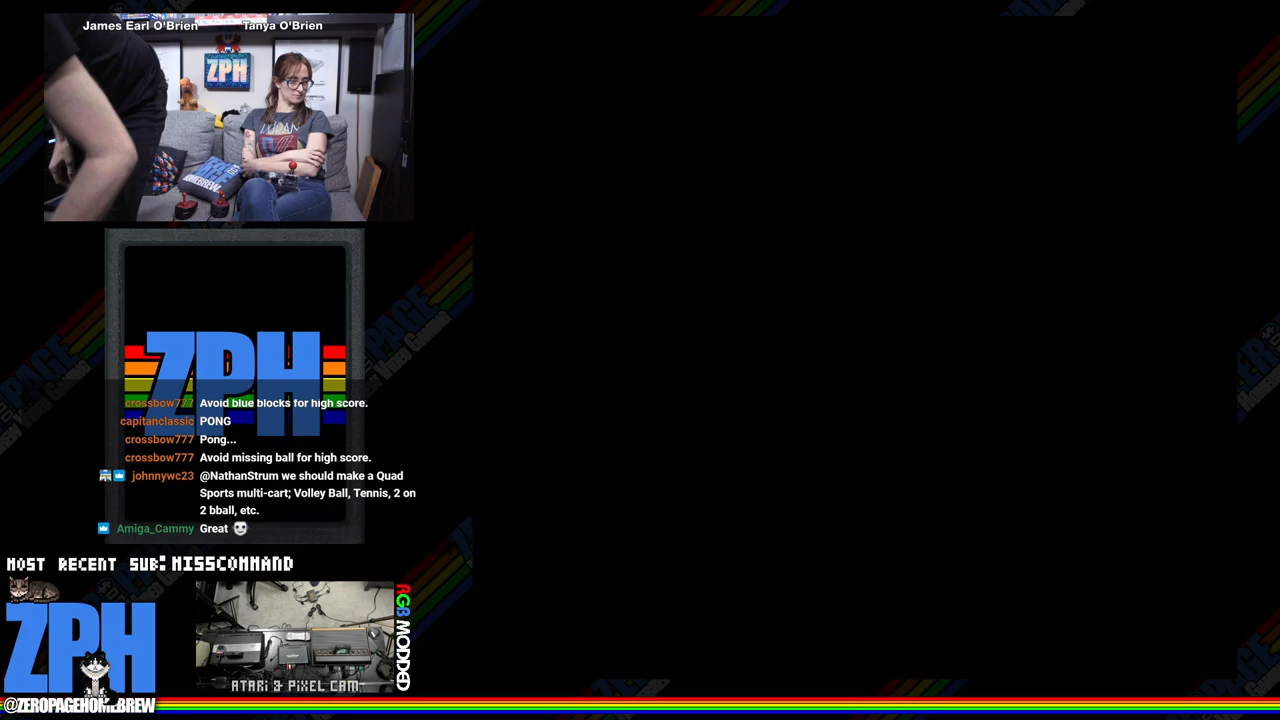 James Earl O'Brien
Tanya O'Brien
ZPH
DURAN
HOMEBREW
ZPH
crossbow777 Avoid blue blocks for high score.
capitanclassic PONG
crossbow777 Pong...
crossbow777 Avoid missing ball for high score.
johnnywc23 @NathanStrum we should make a Quad
Sports multi-cart; Volley Ball, Tennis, 2 on
2 bball, etc.
Amiga_Cammy Great
MOST RECENT SUB: MISSCOMMAND
ZPH
@ZEROPAGEHOMEBREW
ATARI & PIXEL CAM
RGB MODDED